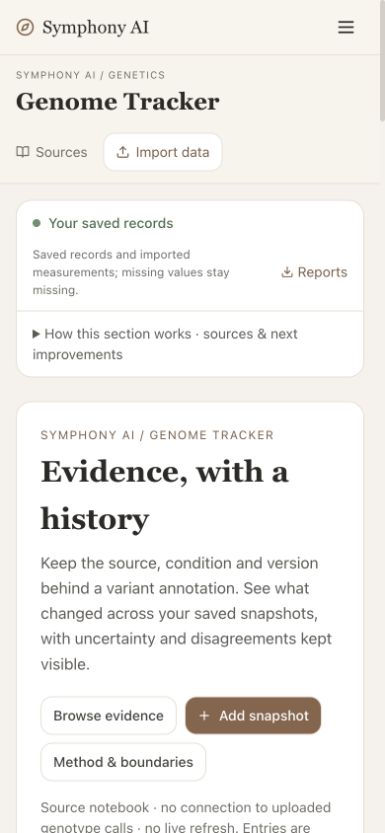 Symphony AI
SYMPHONY AI / GENETICS
Genome Tracker
Sources
Import data
Your saved records
Saved records and imported
measurements; missing values stay
missing.
Reports
How this section works · sources & next
improvements
SYMPHONY AI / GENOME TRACKER
Evidence, with a
history
Keep the source, condition and version
behind a variant annotation. See what
changed across your saved snapshots,
with uncertainty and disagreements kept
visible.
Browse evidence
+ Add snapshot
Method & boundaries
Source notebook · no connection to uploaded
genotype calls · no live refresh. Entries are